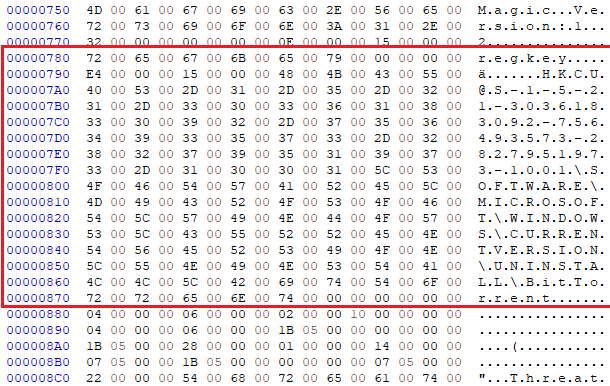 00000750 4D 00 61 00 67 00 69 00 63 00 2E 00 56 00 65 00 M.a.g.i.c...V.e.
00000760 72 00 73 00 69 00 6F 00 6E 00 3A 00 31 00 2E 00 r.s.i.o.n.:.1...
00000770 32 00 00 00 00 00 00 00 0E 00 00 00 15 00 00 00 2...............
00000780 72 00 65 00 67 00 6B 00 65 00 79 00 00 00 00 00 r.e.g.k.e.y.....
00000790 E4 00 00 00 15 00 00 00 48 00 4B 00 43 00 55 00 ä.......H.K.C.U.
000007A0 40 00 53 00 2D 00 31 00 2D 00 35 00 2D 00 32 00 @.S.-.1.-.5.-.2.
000007B0 31 00 2D 00 33 00 30 00 33 00 36 00 31 00 38 00 1.-.3.0.3.6.1.8.
000007C0 33 00 30 00 39 00 32 00 2D 00 37 00 35 00 36 00 3.0.9.2.-.7.5.6.
000007D0 34 00 39 00 33 00 35 00 37 00 33 00 2D 00 32 00 4.9.3.5.7.3.-.2.
000007E0 38 00 32 00 37 00 39 00 35 00 31 00 39 00 37 00 8.2.7.9.5.1.9.7.
000007F0 33 00 2D 00 31 00 30 00 30 00 31 00 5C 00 53 00 3.-.1.0.0.1.\.S.
00000800 4F 00 46 00 54 00 57 00 41 00 52 00 45 00 5C 00 O.F.T.W.A.R.E.\.
00000810 4D 00 49 00 43 00 52 00 4F 00 53 00 4F 00 46 00 M.I.C.R.O.S.O.F.
00000820 54 00 5C 00 57 00 49 00 4E 00 44 00 4F 00 57 00 T.\.W.I.N.D.O.W.
00000830 53 00 5C 00 43 00 55 00 52 00 52 00 45 00 4E 00 S.\.C.U.R.R.E.N.
00000840 54 00 56 00 45 00 52 00 53 00 49 00 4F 00 4E 00 T.V.E.R.S.I.O.N.
00000850 5C 00 55 00 4E 00 49 00 4E 00 53 00 54 00 41 00 \.U.N.I.N.S.T.A.
00000860 4C 00 4C 00 5C 00 42 00 69 00 74 00 54 00 6F 00 L.L.\.B.i.t.T.o.
00000870 72 00 72 00 65 00 6E 00 74 00 00 00 00 00 00 00 r.r.e.n.t.......
00000880 04 00 00 00 06 00 00 00 02 00 00 10 00 00 00 00 ................
00000890 04 00 00 00 06 00 00 00 1B 05 00 00 00 00 00 00 ................
000008A0 1B 05 00 00 28 00 00 00 01 00 00 00 14 00 00 00 ....(...........
000008B0 07 05 00 00 1B 05 00 00 00 00 00 00 07 05 00 00 ................
000008C0 22 00 00 00 54 00 68 00 72 00 65 00 61 00 74 00 "...T.h.r.e.a.t.